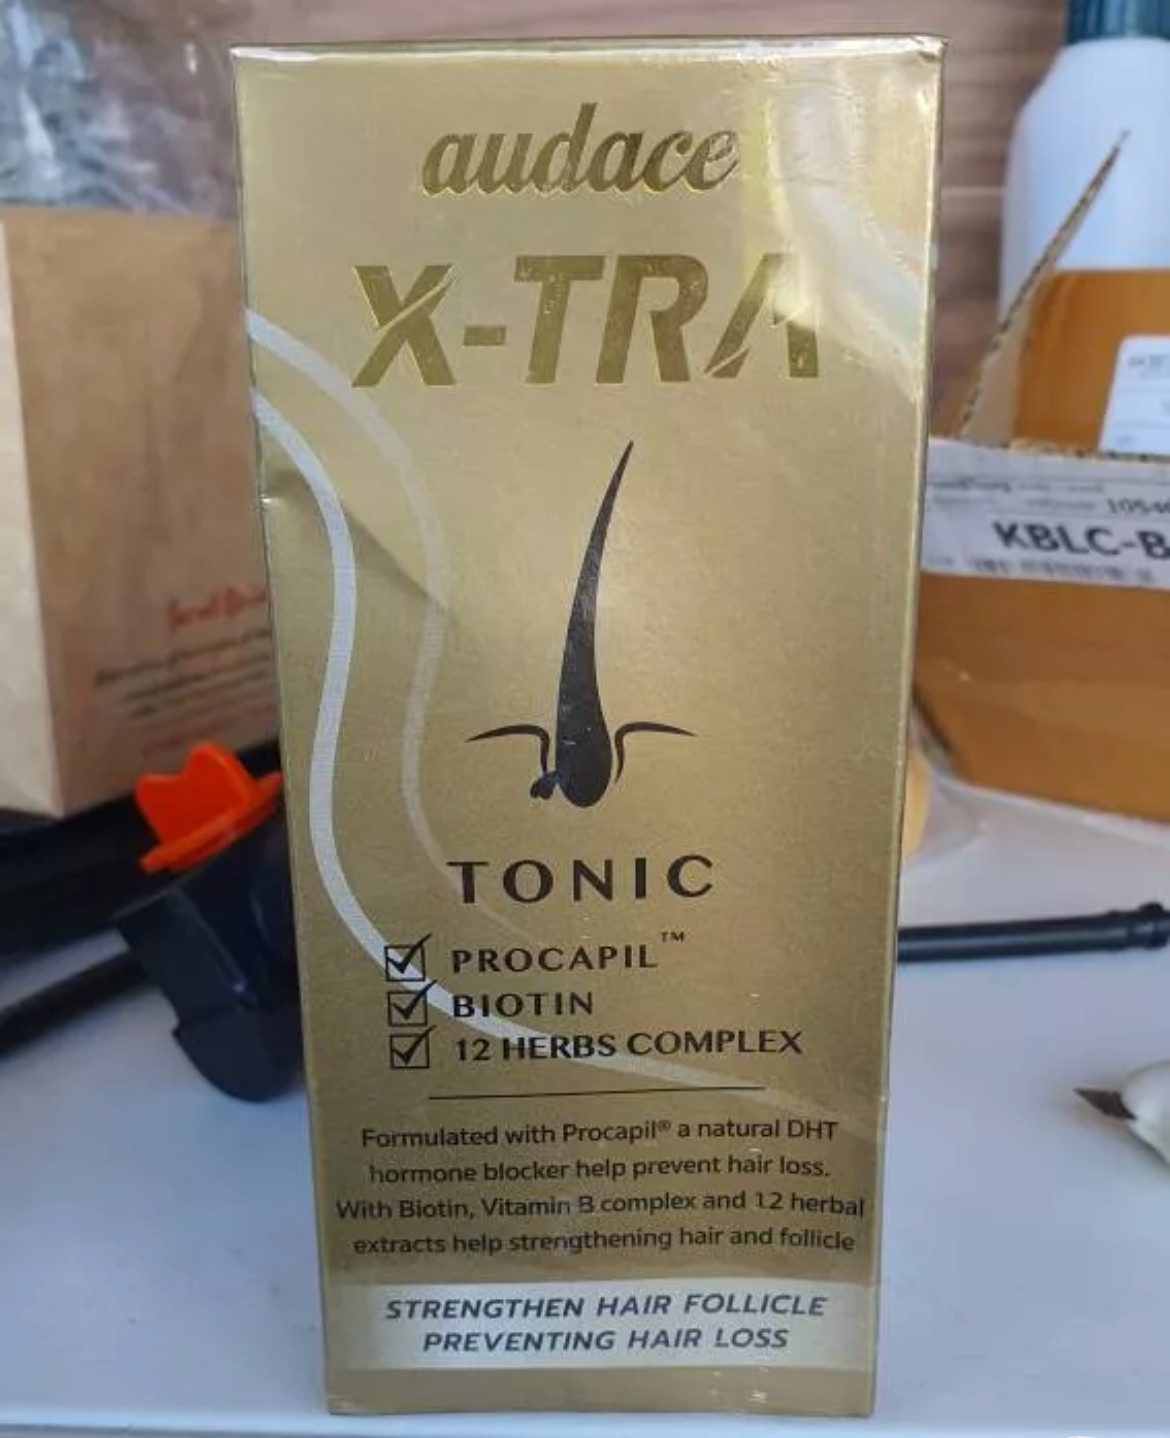 audace
X-TRA
TONIC
PROCAPIL™
BIOTIN
12 HERBS COMPLEX
Formulated with Procapil® a natural DHT
hormone blocker help prevent hair loss.
With Biotin, Vitamin B complex and 12 herbal
extracts help strengthening hair and follicle
STRENGTHEN HAIR FOLLICLE
PREVENTING HAIR LOSS
KBLC-B